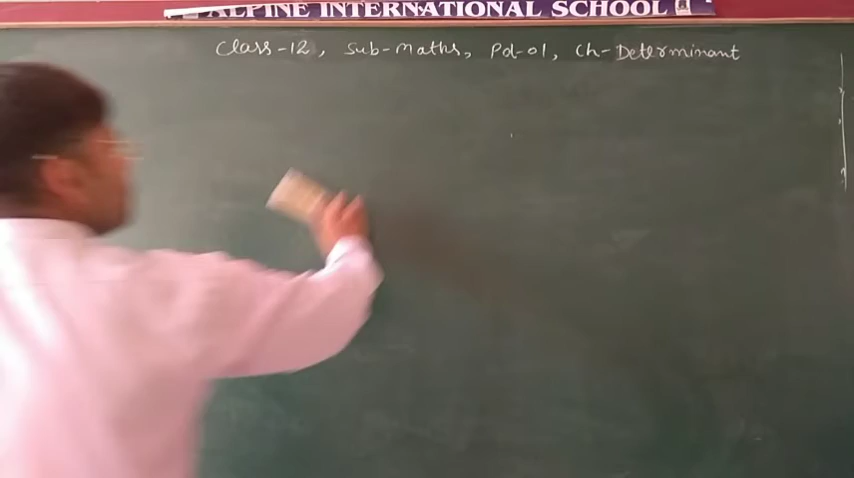 ALPINE INTERNATIONAL SCHOOL
Class-12, Sub-Maths, Pd-01, Ch-Determinant